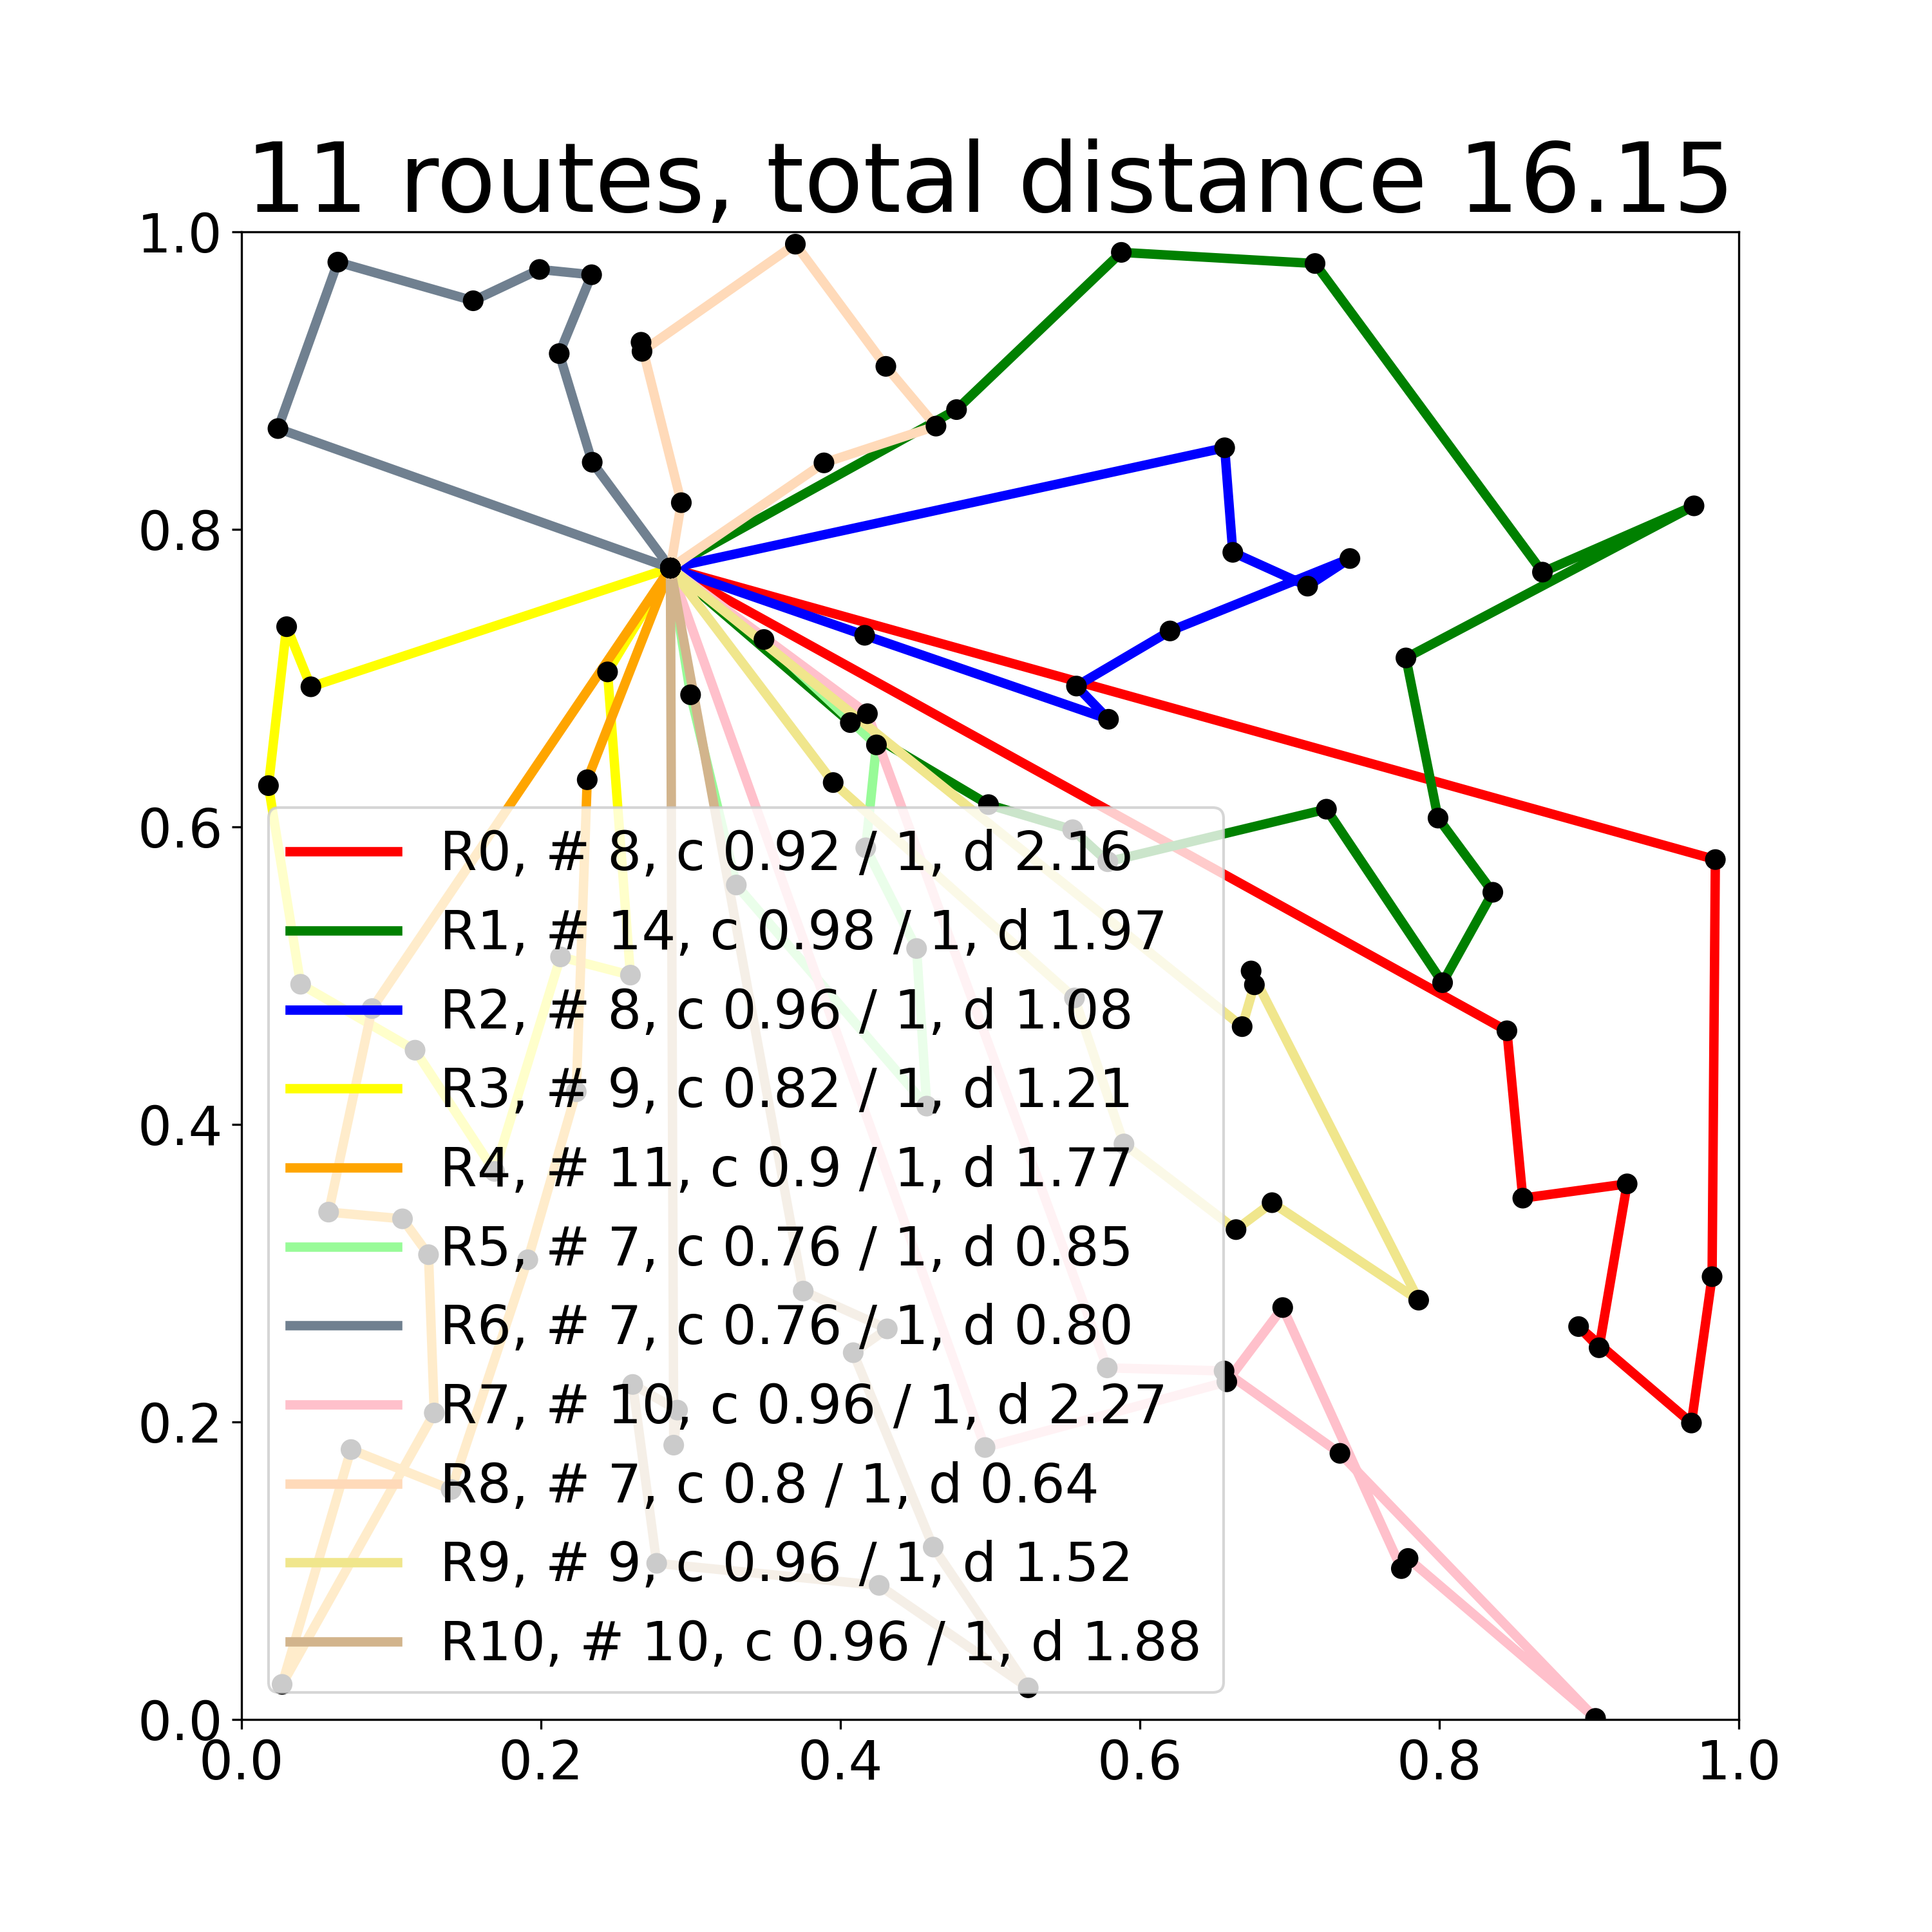 11 routes, total distance 16.15
1.0
0.8
0.6
0.4
0.2
0.0
R0, # 8, c 0.92 / 1, d 2.16
R1, # 14, c 0.98 / 1, d 1.97
R2, # 8, c 0.96 / 1, d 1.08
R3, # 9, c 0.82 / 1, d 1.21
R4, # 11, c 0.9 / 1, d 1.77
R5, # 7, c 0.76 / 1, d 0.85
R6, # 7, c 0.76 / 1, d 0.80
R7, # 10, c 0.96 / 1, d 2.27
R8, # 7, c 0.8 / 1, d 0.64
R9, # 9, c 0.96 / 1, d 1.52
R10, # 10, c 0.96 / 1, d 1.88
0.0 0.2 0.4 0.6 0.8 1.0